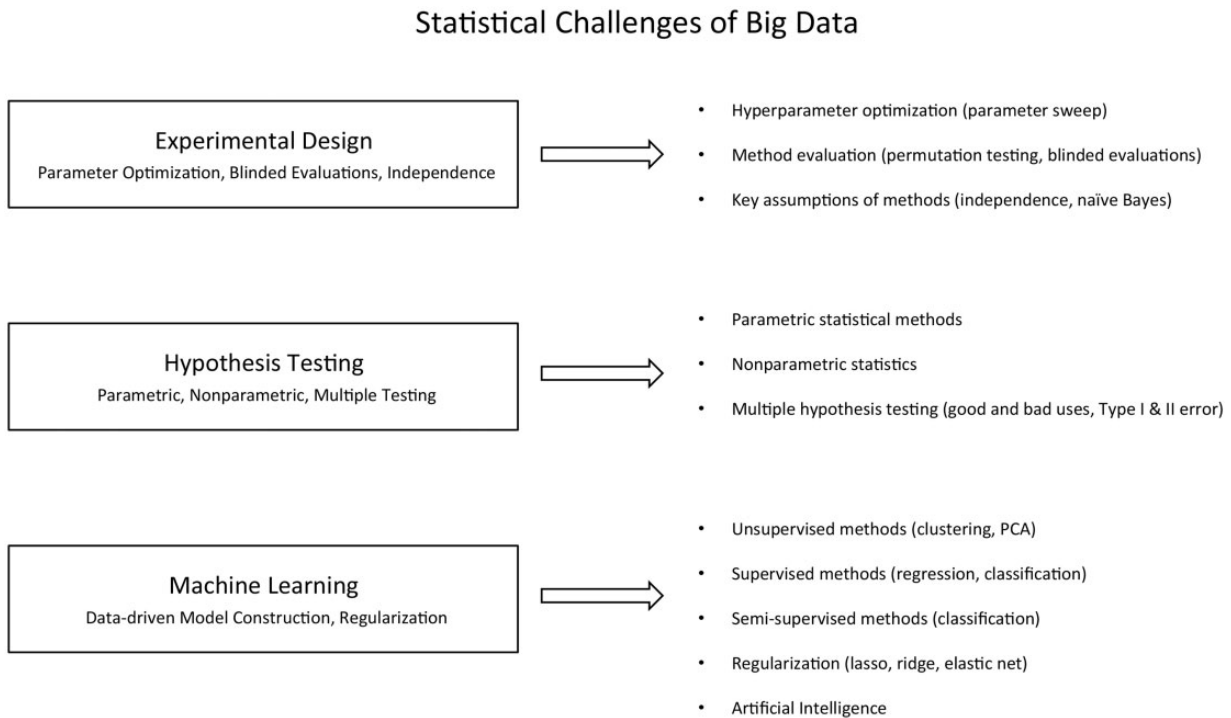 Statistical Challenges of Big Data
Experimental Design
Parameter Optimization, Blinded Evaluations, Independence
• Hyperparameter optimization (parameter sweep)
• Method evaluation (permutation testing, blinded evaluations)
• Key assumptions of methods (independence, naïve Bayes)
Hypothesis Testing
Parametric, Nonparametric, Multiple Testing
• Parametric statistical methods
• Nonparametric statistics
• Multiple hypothesis testing (good and bad uses, Type I & II error)
Machine Learning
Data-driven Model Construction, Regularization
• Unsupervised methods (clustering, PCA)
• Supervised methods (regression, classification)
• Semi-supervised methods (classification)
• Regularization (lasso, ridge, elastic net)
• Artificial Intelligence